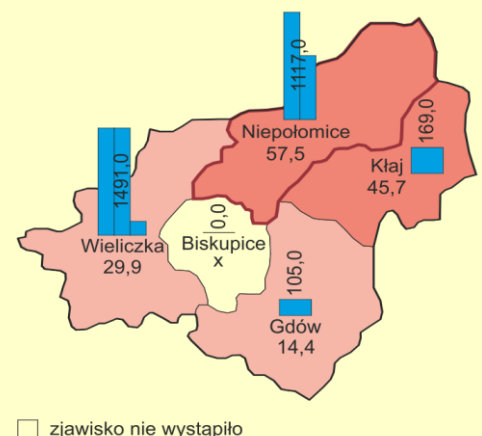 1117,0
Niepołomice
57,5
169,0
Kłaj
45,7
1491,0
Wieliczka
29,9
0,0
Biskupice
x
105,0
Gdów
14,4
zjawisko nie wystąpiło